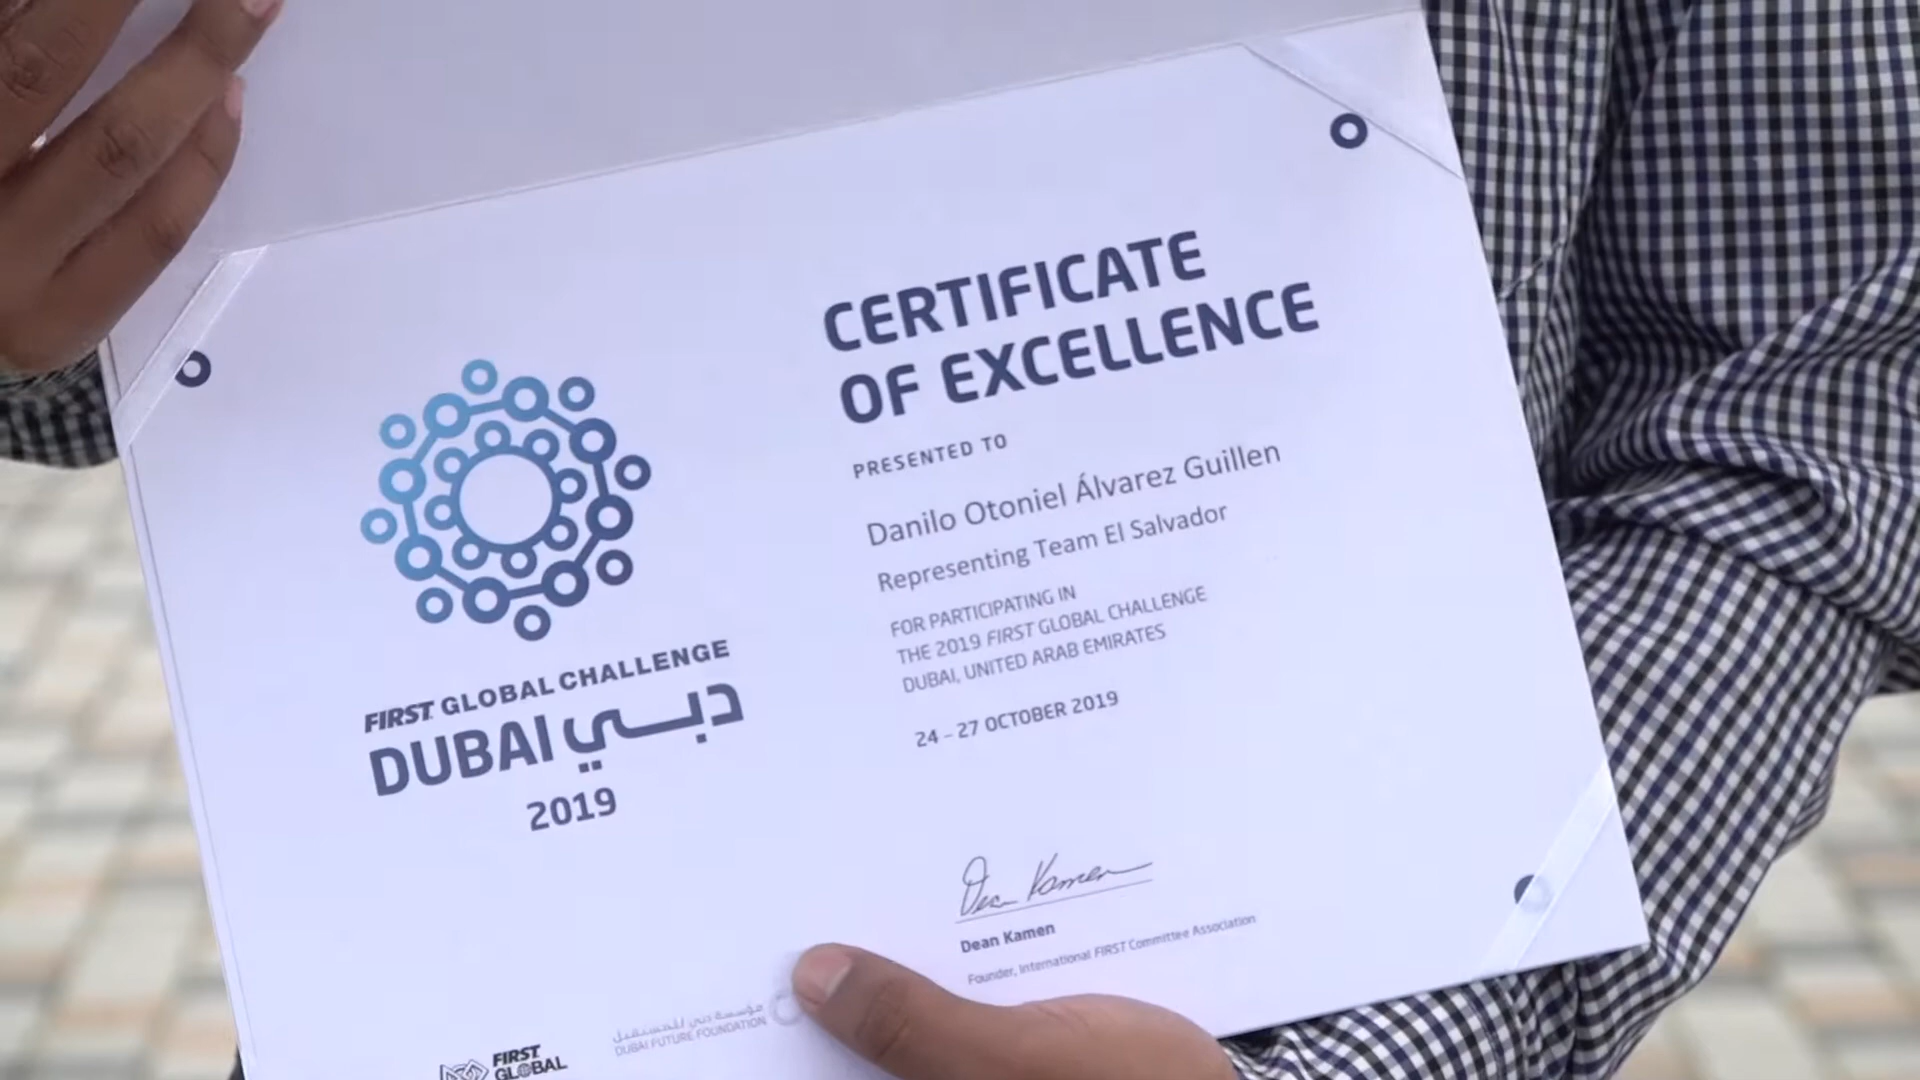 CERTIFICATE
OF EXCELLENCE
PRESENTED TO
Danilo Otoniel Álvarez Guillen
Representing Team El Salvador
FOR PARTICIPATING IN
THE 2019 FIRST GLOBAL CHALLENGE
DUBAI, UNITED ARAB EMIRATES
24 – 27 OCTOBER 2019
Dean Kamen
Dean Kamen
Founder, International FIRST Committee Association
FIRST GLOBAL CHALLENGE
DUBAI دبي
2019
مؤسسة دبي للمستقبل
DUBAI FUTURE FOUNDATION
FIRST
GLOBAL